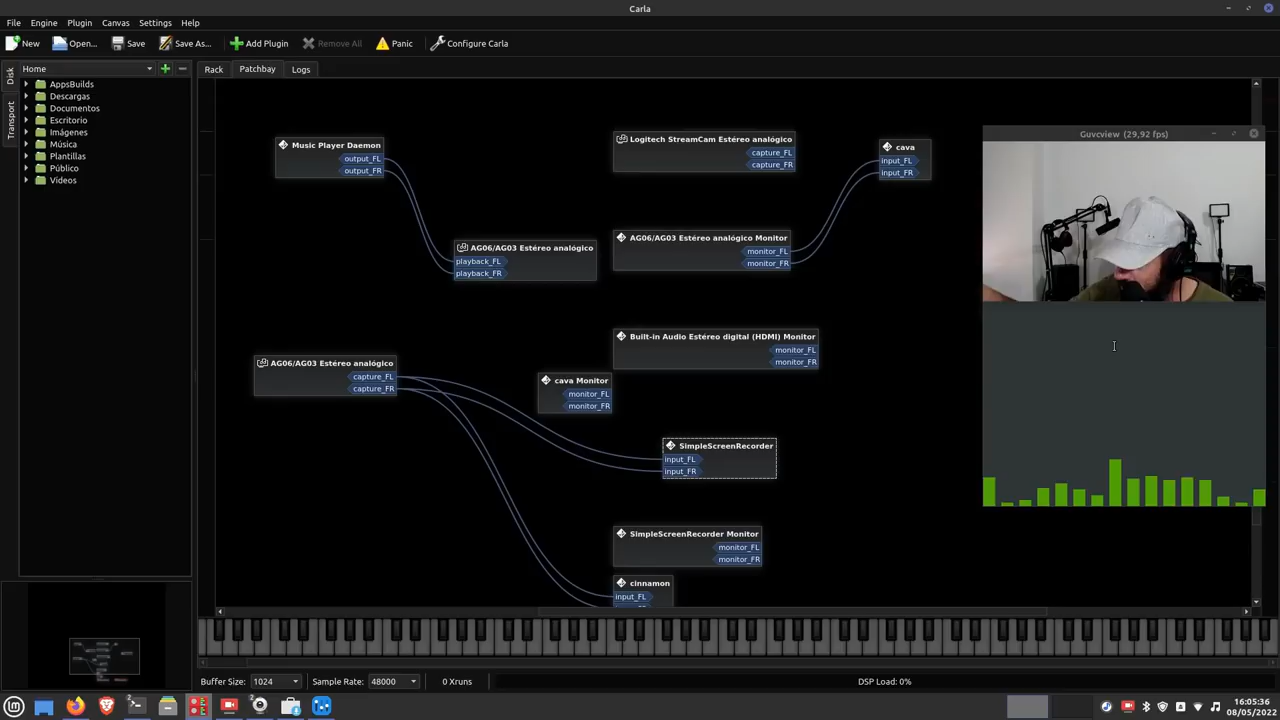 Carla
File Engine Plugin Canvas Settings Help
New Open... Save Save As... Add Plugin Remove All Panic Configure Carla
Disk
Transport
Home
AppsBuilds
Descargas
Documentos
Escritorio
Imágenes
Música
Plantillas
Público
Vídeos
Rack Patchbay Logs
Music Player Daemon
output_FL
output_FR
Logitech StreamCam Estéreo analógico
capture_FL
capture_FR
cava
input_FL
input_FR
AG06/AG03 Estéreo analógico
playback_FL
playback_FR
AG06/AG03 Estéreo analógico Monitor
monitor_FL
monitor_FR
Built-in Audio Estéreo digital (HDMI) Monitor
monitor_FL
monitor_FR
AG06/AG03 Estéreo analógico
capture_FL
capture_FR
cava Monitor
monitor_FL
monitor_FR
SimpleScreenRecorder
input_FL
input_FR
SimpleScreenRecorder Monitor
monitor_FL
monitor_FR
cinnamon
input_FL
Guvcview (29,92 fps)
Buffer Size: 1024 Sample Rate: 48000 0 Xruns DSP Load: 0%
2
2
16:05:36
08/05/2022